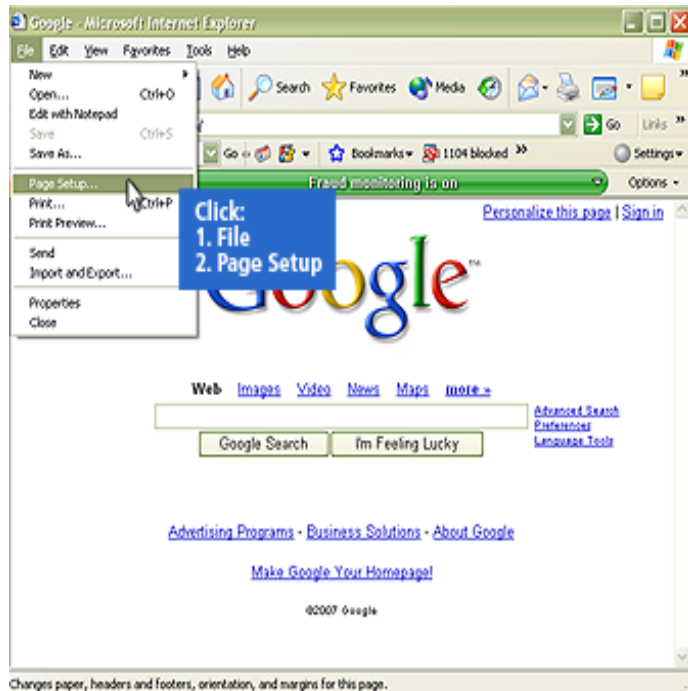 Google - Microsoft Internet Explorer
File Edit View Favorites Tools Help
New
Open... Ctrl+O
Edit with Notepad
Save Ctrl+S
Save As...
Page Setup...
Print... Ctrl+P
Print Preview...
Send
Import and Export...
Properties
Close
Search Favorites Media
Go Links »
Go Bookmarks 1104 blocked » Settings
Fraud monitoring is on Options
Click:
1. File
2. Page Setup
Personalize this page | Sign in
Google™
Web Images Video News Maps more »
Advanced Search
Preferences
Language Tools
Google Search I'm Feeling Lucky
Advertising Programs - Business Solutions - About Google
Make Google Your Homepage!
©2007 Google
Changes paper, headers and footers, orientation, and margins for this page.